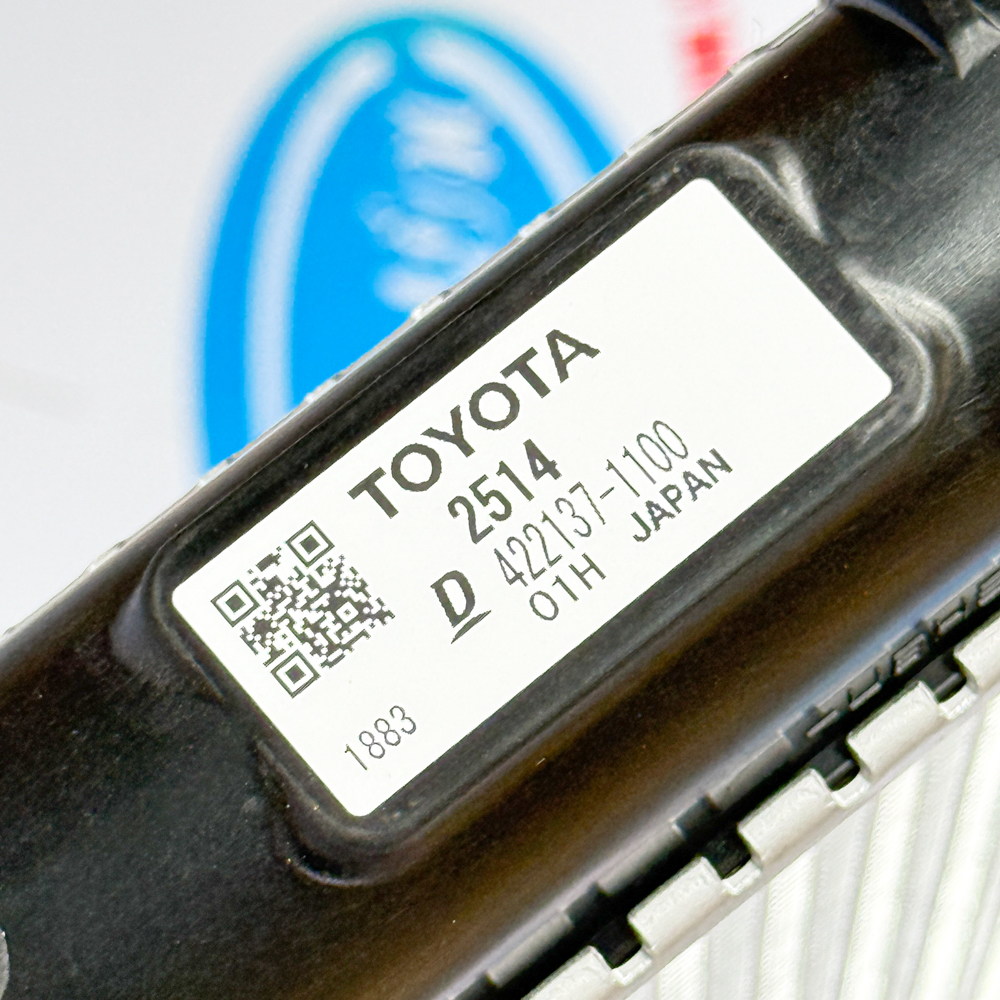 TOYOTA
2514
D 422137-1100
01H JAPAN
1883